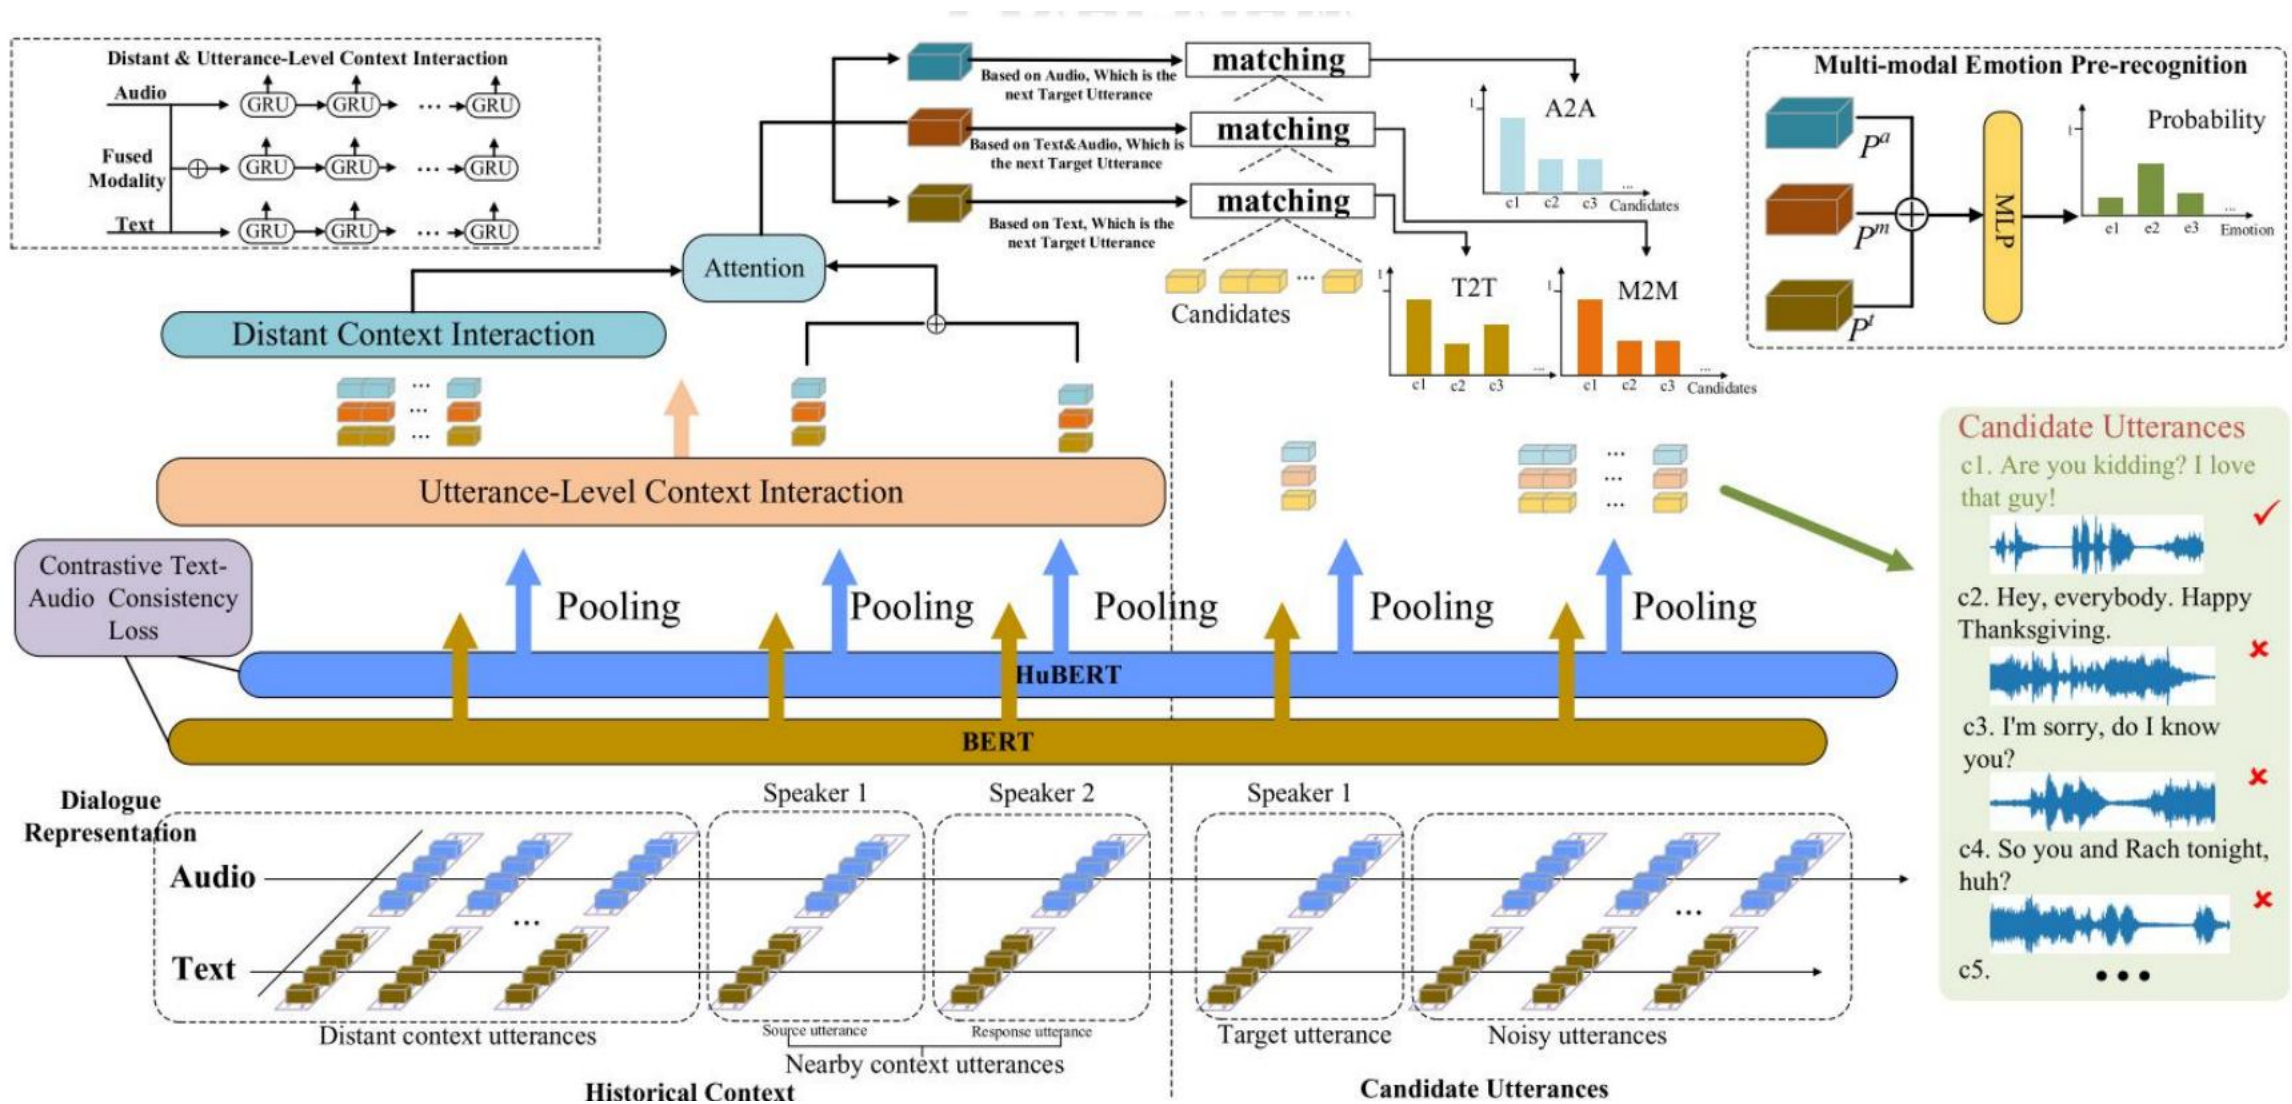 Distant & Utterance-Level Context Interaction
Audio
GRU
GRU
...
GRU
Fused
Modality
GRU
GRU
...
GRU
Text
GRU
GRU
...
GRU
Based on Audio, Which is the
next Target Utterance
matching
Based on Text&Audio, Which is
the next Target Utterance
matching
Based on Text, Which is the
next Target Utterance
matching
...
Candidates
1
A2A
c1
c2
c3
...
Candidates
1
T2T
c1
c2
c3
...
1
M2M
c1
c2
c3
...
Candidates
Multi-modal Emotion Pre-recognition
P^a
P^m
P^t
MLP
1
Probability
e1
e2
e3
...
Emotion
Attention
Distant Context Interaction
...
...
...
Utterance-Level Context Interaction
...
...
...
Contrastive Text-
Audio Consistency
Loss
Pooling
Pooling
Pooling
Pooling
Pooling
HuBERT
BERT
Dialogue
Representation
Speaker 1
Speaker 2
Speaker 1
Audio
Text
...
...
Distant context utterances
Source utterance
Response utterance
Nearby context utterances
Target utterance
Noisy utterances
Historical Context
Candidate Utterances
Candidate Utterances
c1. Are you kidding? I love
that guy!
c2. Hey, everybody. Happy
Thanksgiving.
c3. I'm sorry, do I know
you?
c4. So you and Rach tonight,
huh?
c5.
...